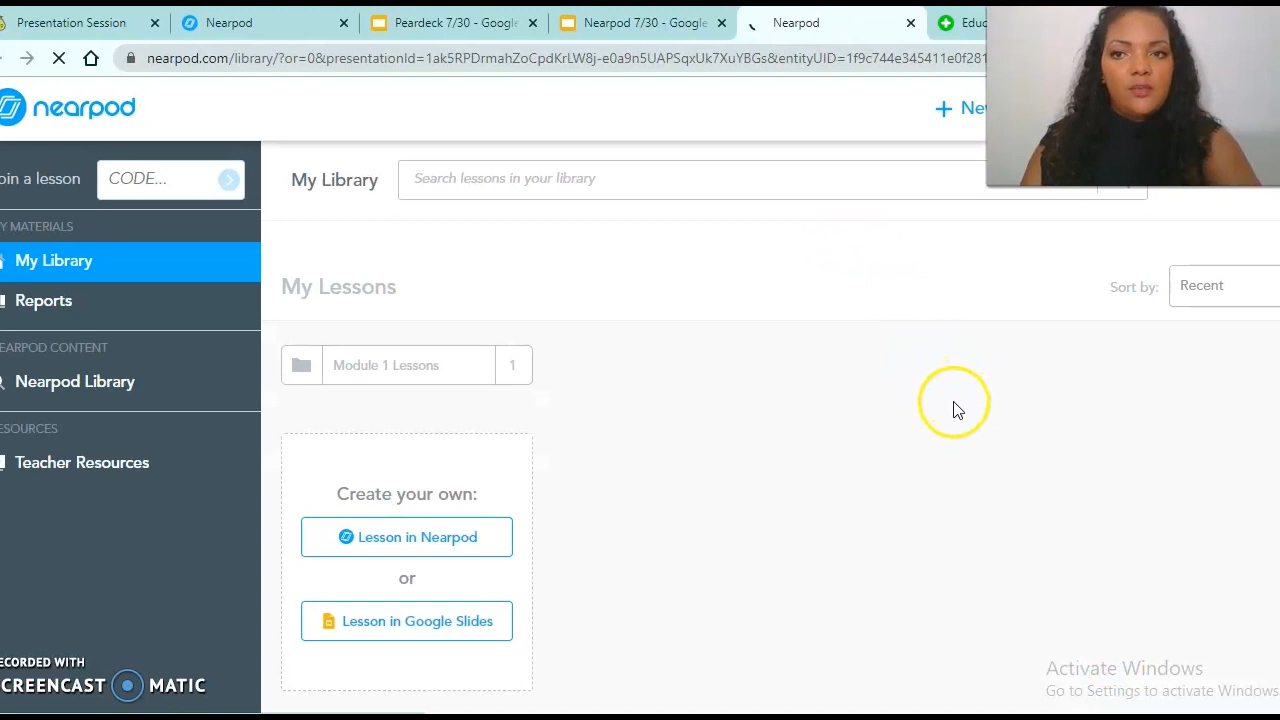 Presentation Session
Nearpod
Peardeck 7/30 - Google
Nearpod 7/30 - Google
Nearpod
Educ
nearpod.com/library/?or=0&presentationId=1ak5RPDrmahZoCpdKrLW8j-e0a9n5UAPSqxUk7XuYBGs&entityUID=1f9c744e345411e0f281
nearpod
+ New
oin a lesson
CODE...
My Library
Search lessons in your library
Y MATERIALS
My Library
Reports
EARPOD CONTENT
Nearpod Library
ESOURCES
Teacher Resources
My Lessons
Sort by:
Recent
Module 1 Lessons
1
Create your own:
Lesson in Nearpod
or
Lesson in Google Slides
ECORDED WITH
CREENCAST MATIC
Activate Windows
Go to Settings to activate Windows.